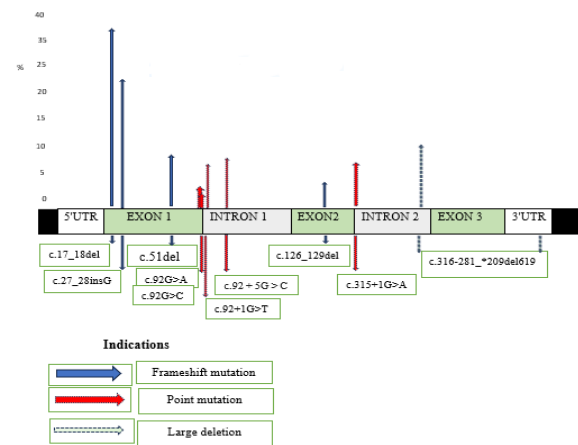 40
35
30
%
25
20
15
10
5
0
5'UTR EXON 1 INTRON 1 EXON2 INTRON 2 EXON 3 3'UTR
c.17_18del
c.51del
c.126_129del
c.316-281_*209del619
c.27_28insG
c.92G>A
c.92 + 5G > C
c.315+1G>A
c.92G>C
c.92+1G>T
Indications
Frameshift mutation
Point mutation
Large deletion